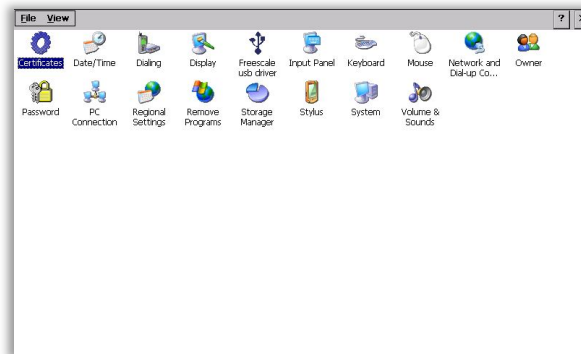 File View ?
Certificates Date/Time Dialing Display Freescale usb driver Input Panel Keyboard Mouse Network and Dial-up Co... Owner
Password PC Connection Regional Settings Remove Programs Storage Manager Stylus System Volume & Sounds